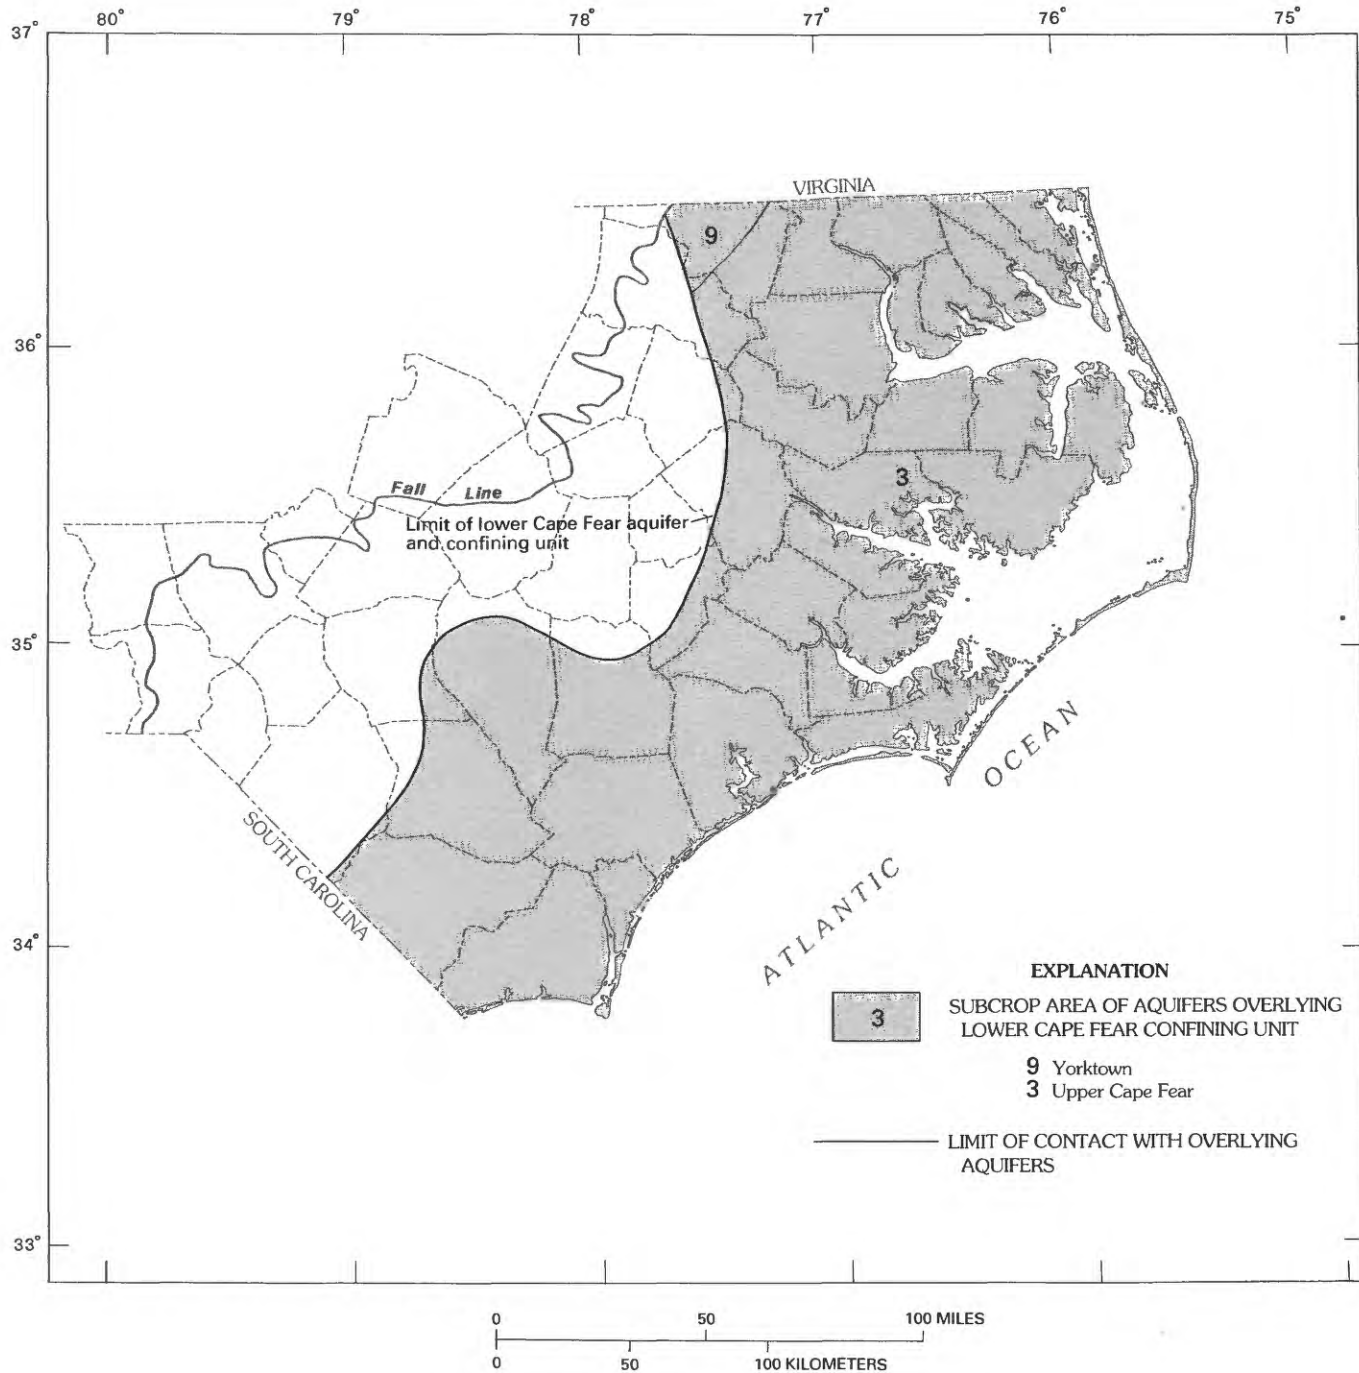 80° 79° 78° 77° 76° 75°
37°
VIRGINIA
9
36°
3
Fall Line
Limit of lower Cape Fear aquifer
and confining unit
35°
OCEAN
SOUTH CAROLINA
ATLANTIC
34°
EXPLANATION
3
SUBCROP AREA OF AQUIFERS OVERLYING
LOWER CAPE FEAR CONFINING UNIT
9 Yorktown
3 Upper Cape Fear
LIMIT OF CONTACT WITH OVERLYING
AQUIFERS
33°
0 50 100 MILES
0 50 100 KILOMETERS